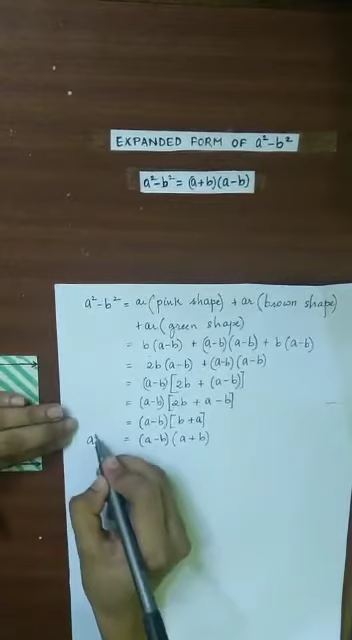 EXPANDED FORM OF a²-b²
a²-b² = (a+b)(a-b)
a²-b² = ar(pink shape) + ar(brown shape)
+ar(green shape)
= b(a-b) + (a-b)(a-b) + b(a-b)
= 2b(a-b) + (a-b)(a-b)
= (a-b)[2b + (a-b)]
= (a-b)[2b + a-b]
= (a-b)[b+a]
a² = (a-b)(a+b)